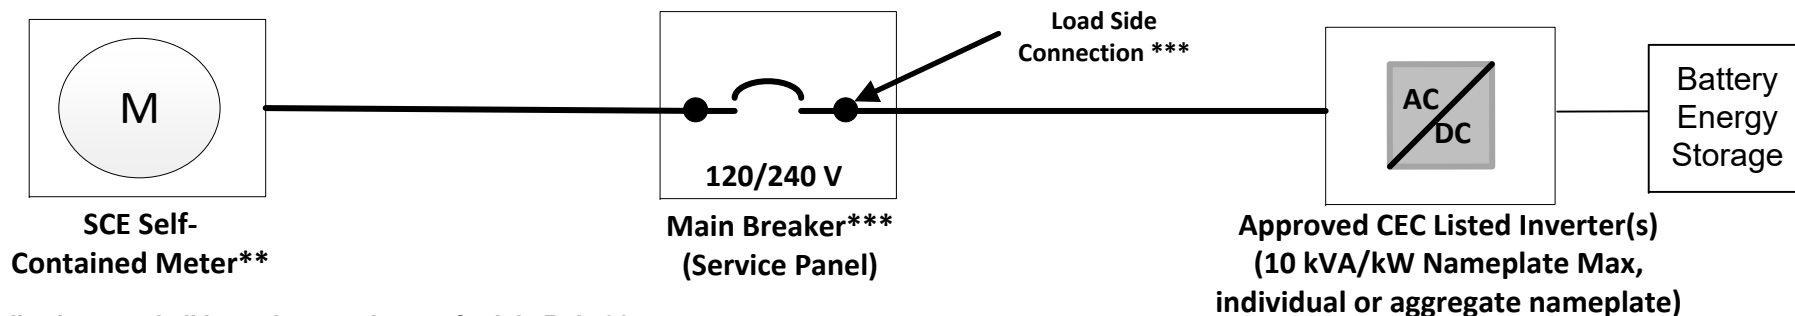 M
SCE Self-
Contained Meter**
120/240 V
Main Breaker***
(Service Panel)
Load Side
Connection ***
AC
DC
Approved CEC Listed Inverter(s)
(10 kVA/kW Nameplate Max,
individual or aggregate nameplate)
Battery
Energy
Storage